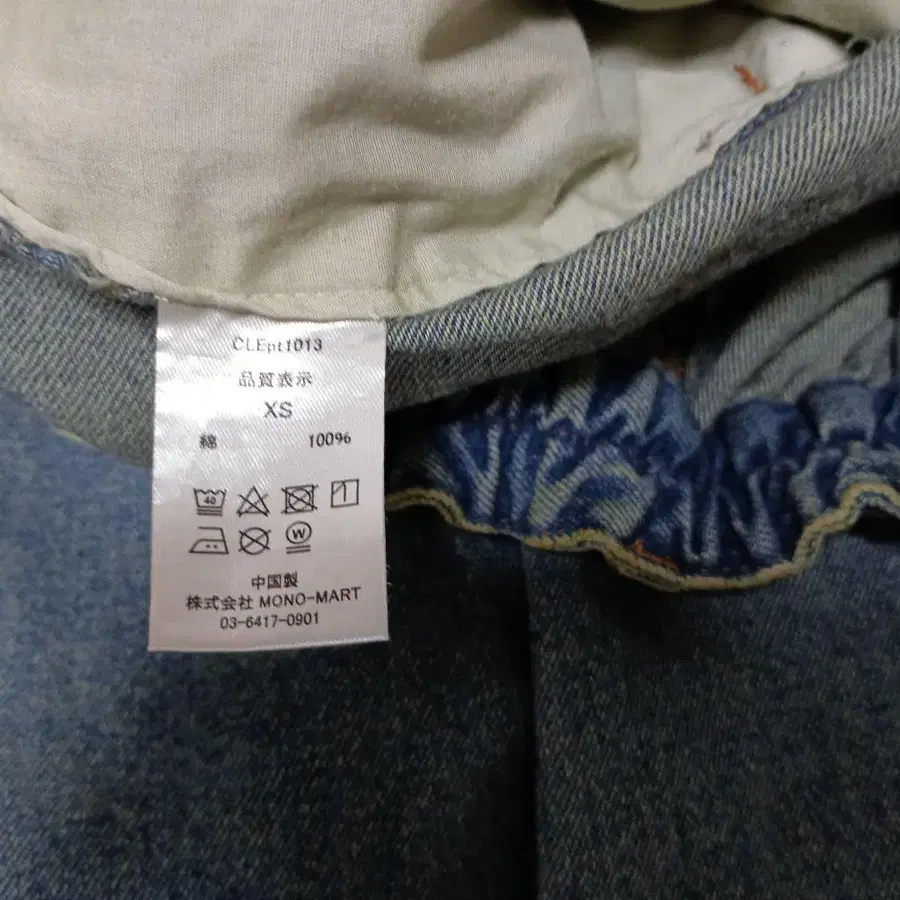 CLEpt1013
品質表示
XS
綿 100%
40
W
中国製
株式会社 MONO-MART
03-6417-0901